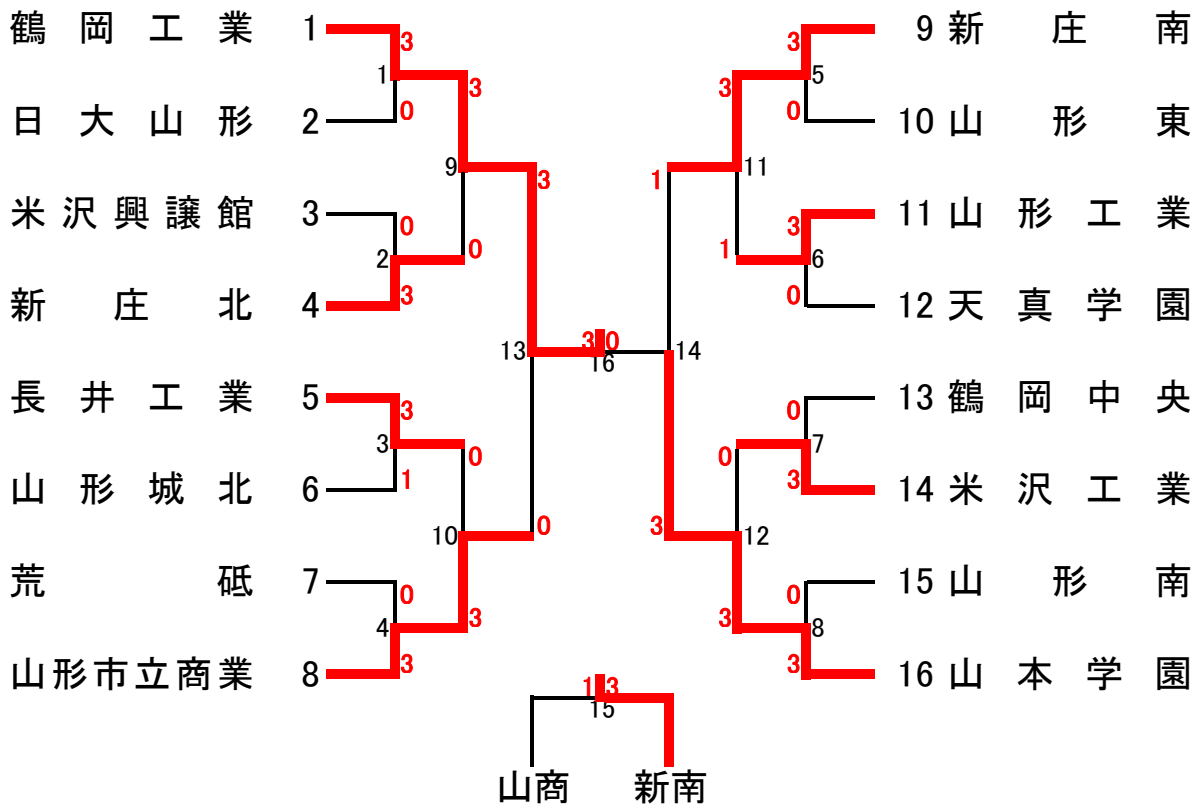 鶴岡工業 1
3
1
3
0
日大山形 2
9
3
米沢興譲館 3
0
2
0
3
新庄北 4
13
長井工業 5
3
3
0
1
山形城北 6
10
0
荒砥 7
0
4
3
3
山形市立商業 8
3 0
16
9 新庄南
3
5
3
0
10 山形東
11
1
11 山形工業
3
6
1
0
12 天真学園
14
13 鶴岡中央
0
7
0
3
14 米沢工業
12
3
15 山形南
0
8
3
3
16 山本学園
1 3
15
山商 新南